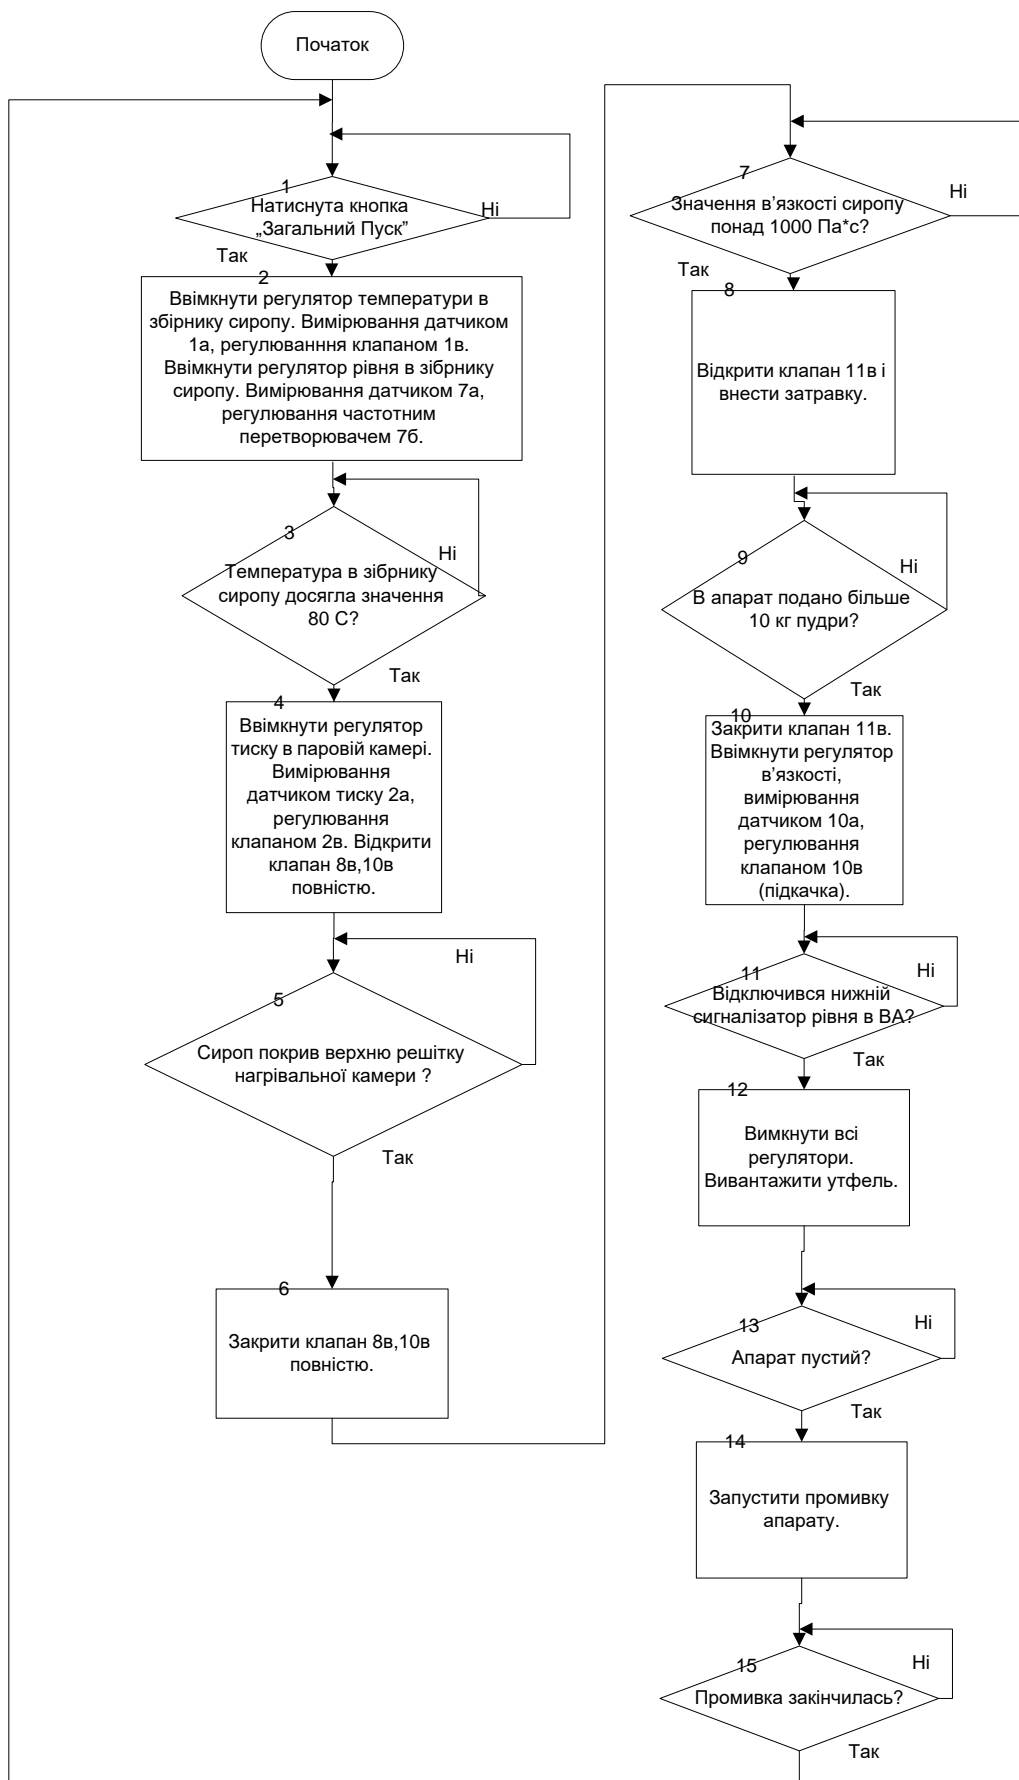 Початок
1
Натиснута кнопка
„Загальний Пуск”
Ні
Так
2
Ввімкнути регулятор температури в
збірнику сиропу. Вимірювання датчиком
1а, регулюванння клапаном 1в.
Ввімкнути регулятор рівня в зібрнику
сиропу. Вимірювання датчиком 7а,
регулювання частотним
перетворювачем 7б.
3
Ні
Температура в зібрнику
сиропу досягла значення
80 С?
Так
4
Ввімкнути регулятор
тиску в паровій камері.
Вимірювання
датчиком тиску 2а,
регулювання
клапаном 2в. Відкрити
клапан 8в,10в
повністю.
Ні
5
Сироп покрив верхню решітку
нагрівальної камери ?
Так
6
Закрити клапан 8в,10в
повністю.
7
Ні
Значення в’язкості сиропу
понад 1000 Па*с?
Так
8
Відкрити клапан 11в і
внести затравку.
9
Ні
В апарат подано більше
10 кг пудри?
Так
10
Закрити клапан 11в.
Ввімкнути регулятор
в’язкості,
вимірювання
датчиком 10а,
регулювання
клапаном 10в
(підкачка).
11
Ні
Відключився нижній
сигналізатор рівня в ВА?
Так
12
Вимкнути всі
регулятори.
Вивантажити утфель.
13
Ні
Апарат пустий?
Так
14
Запустити промивку
апарату.
15
Ні
Промивка закінчилась?
Так